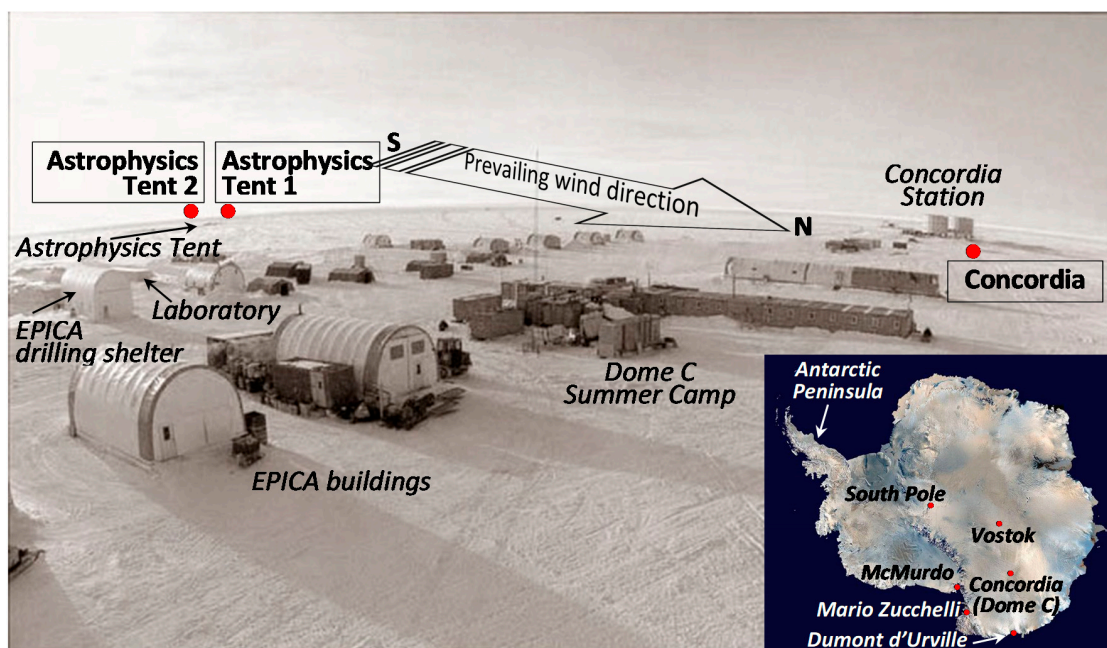 Astrophysics
Tent 2
Astrophysics
Tent 1
S
Prevailing wind direction
N
Concordia
Station
Astrophysics Tent
Laboratory
EPICA
drilling shelter
Concordia
Dome C
Summer Camp
EPICA buildings
Antarctic
Peninsula
South Pole
Vostok
McMurdo
Concordia
(Dome C)
Mario Zucchelli
Dumont d’Urville